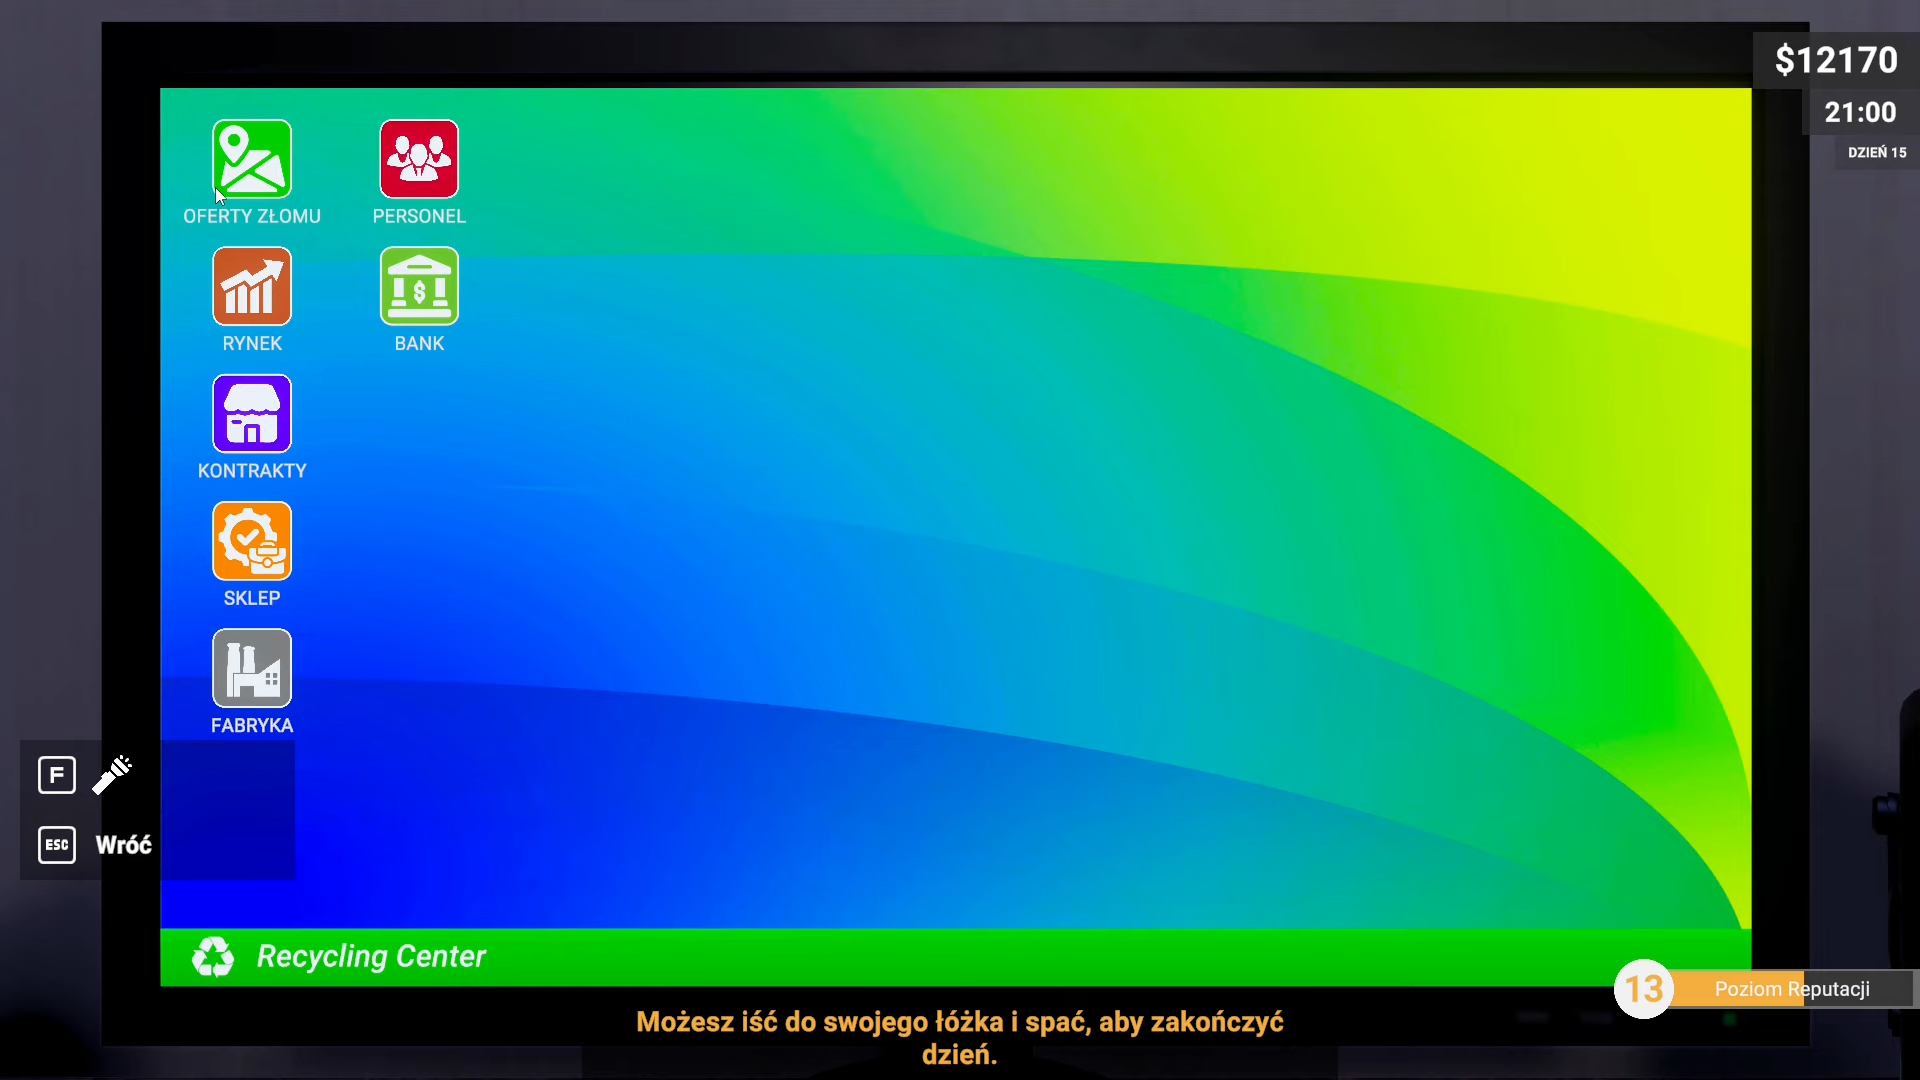 $12170
21:00
DZIEŃ 15
OFERTY ZŁOMU
PERSONEL
RYNEK
BANK
KONTRAKTY
SKLEP
FABRYKA
F
ESC Wróć
Recycling Center
13 Poziom Reputacji
Możesz iść do swojego łóżka i spać, aby zakończyć
dzień.